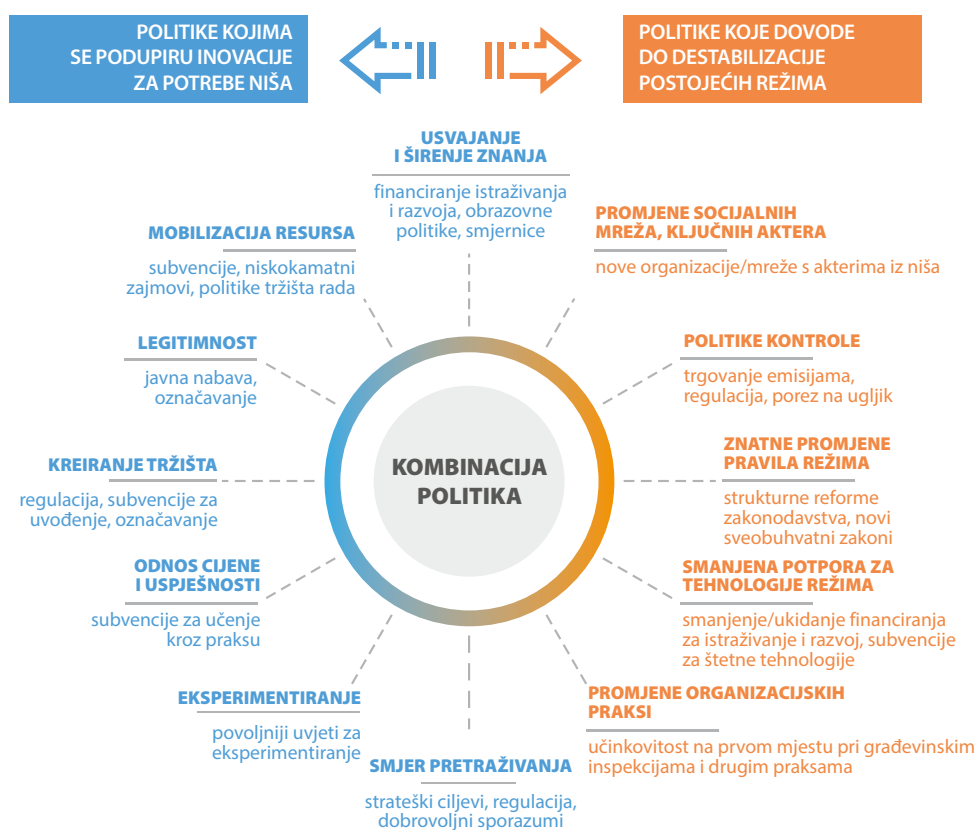 POLITIKE KOJIMA
SE PODUPIRU INOVACIJE
ZA POTREBE NIŠA
POLITIKE KOJE DOVODE
DO DESTABILIZACIJE
POSTOJEĆIH REŽIMA
USVAJANJE
I ŠIRENJE ZNANJA
financiranje istraživanja
i razvoja, obrazovne
politike, smjernice
MOBILIZACIJA RESURSA
subvencije, niskokamatni
zajmovi, politike tržišta rada
LEGITIMNOST
javna nabava,
označavanje
KREIRANJE TRŽIŠTA
regulacija, subvencije za
uvođenje, označavanje
ODNOS CIJENE
I USPJEŠNOSTI
subvencije za učenje
kroz praksu
EKSPERIMENTIRANJE
povoljniji uvjeti za
eksperimentiranje
SMJER PRETRAŽIVANJA
strateški ciljevi, regulacija,
dobrovoljni sporazumi
KOMBINACIJA
POLITIKA
PROMJENE SOCIJALNIH
MREŽA, KLJUČNIH AKTERA
nove organizacije/mreže s akterima iz niša
POLITIKE KONTROLE
trgovanje emisijama,
regulacija, porez na ugljik
ZNATNE PROMJENE
PRAVILA REŽIMA
strukturne reforme
zakonodavstva, novi
sveobuhvatni zakoni
SMANJENA POTPORA ZA
TEHNOLOGIJE REŽIMA
smanjenje/ukidanje financiranja
za istraživanje i razvoj, subvencije
za štetne tehnologije
PROMJENE ORGANIZACIJSKIH
PRAKSI
učinkovitost na prvom mjestu pri građevinskim
inspekcijama i drugim praksama